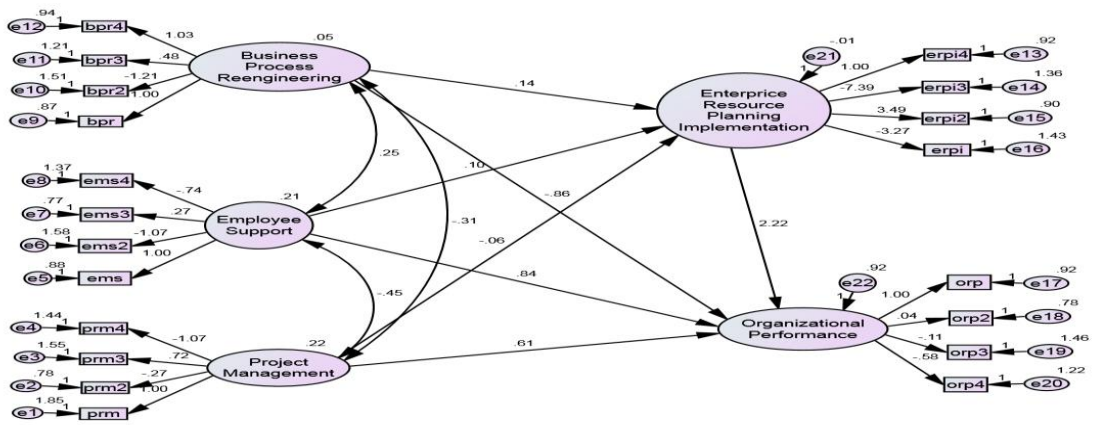 .94
e12 1 bpr4
1.03
.05
1.21
e11 1 bpr3
.48
1.51
e10 1 bpr2
-1.21
.87
e9 1 bpr
1.00
Business
Process
Reengineering
.14
-.01
e21
1
Enterprice
Resource
Planning
Implementation
1.00
erpi4 1 e13
.92
-7.39
erpi3 1 e14
1.36
3.49
erpi2 1 e15
.90
-3.27
erpi 1 e16
1.43
.25
.10
-.86
-.31
-.06
2.22
1.37
e8 1 ems4
-.74
.77
e7 1 ems3
.27
1.58
e6 1 ems2
-1.07
.88
e5 1 ems
1.00
.21
Employee
Support
.84
-.45
.92
e22
1
Organizational
Performance
1.00
orp 1 e17
.92
.04
orp2 1 e18
.78
-.11
orp3 1 e19
1.46
-.58
orp4 1 e20
1.22
1.44
e4 1 prm4
-1.07
1.55
e3 1 prm3
.72
.78
e2 1 prm2
-.27
1.85
e1 1 prm
1.00
.22
Project
Management
.61